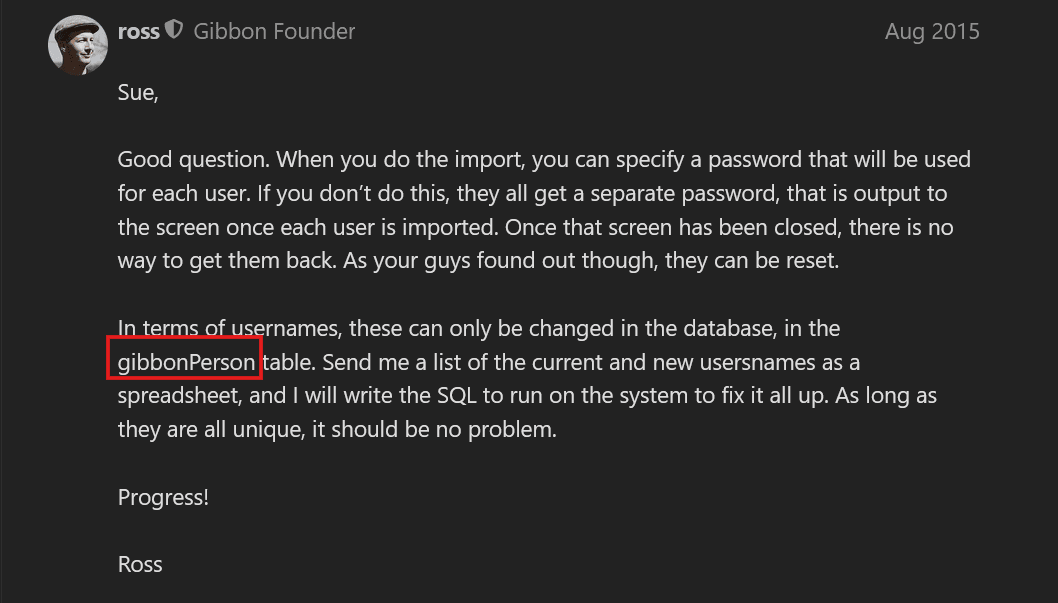 ross Gibbon Founder Aug 2015
Sue,
Good question. When you do the import, you can specify a password that will be used
for each user. If you don’t do this, they all get a separate password, that is output to
the screen once each user is imported. Once that screen has been closed, there is no
way to get them back. As your guys found out though, they can be reset.
In terms of usernames, these can only be changed in the database, in the
gibbonPerson table. Send me a list of the current and new usersnames as a
spreadsheet, and I will write the SQL to run on the system to fix it all up. As long as
they are all unique, it should be no problem.
Progress!
Ross